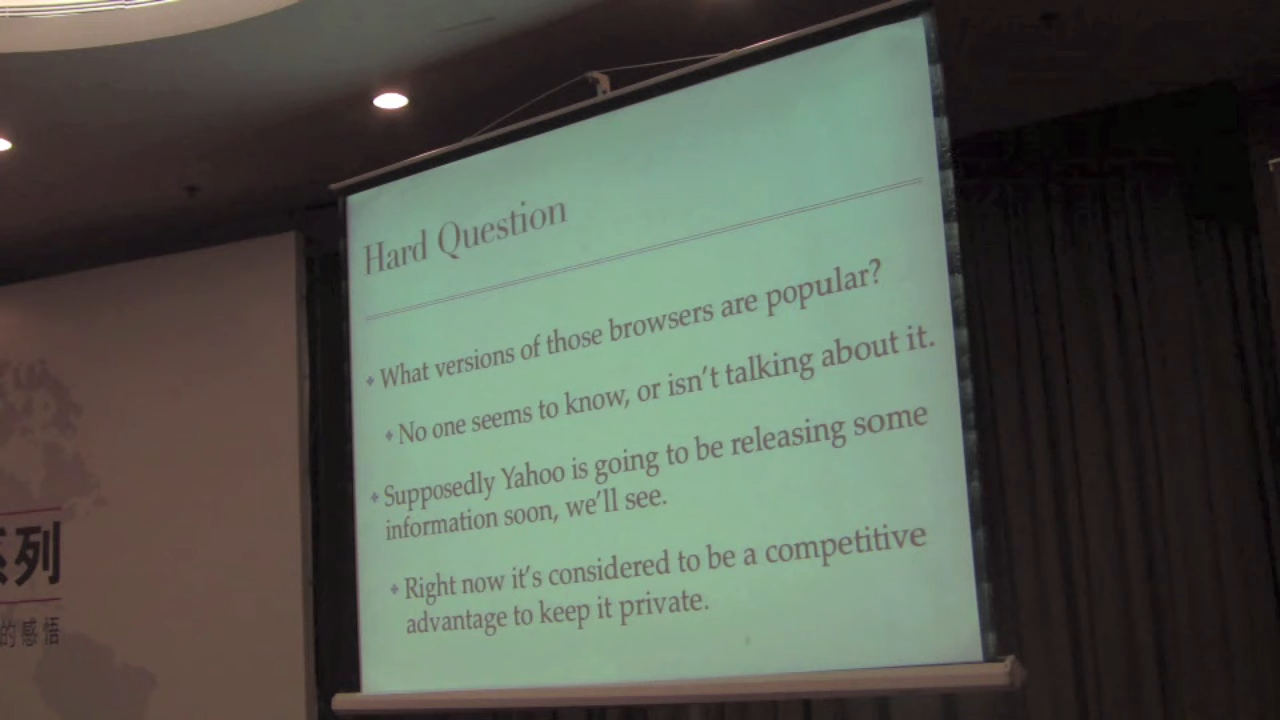 Hard Question
What versions of those browsers are popular?
No one seems to know, or isn't talking about it.
Supposedly Yahoo is going to be releasing some
information soon, we'll see.
Right now it's considered to be a competitive
advantage to keep it private.
系列
的感悟